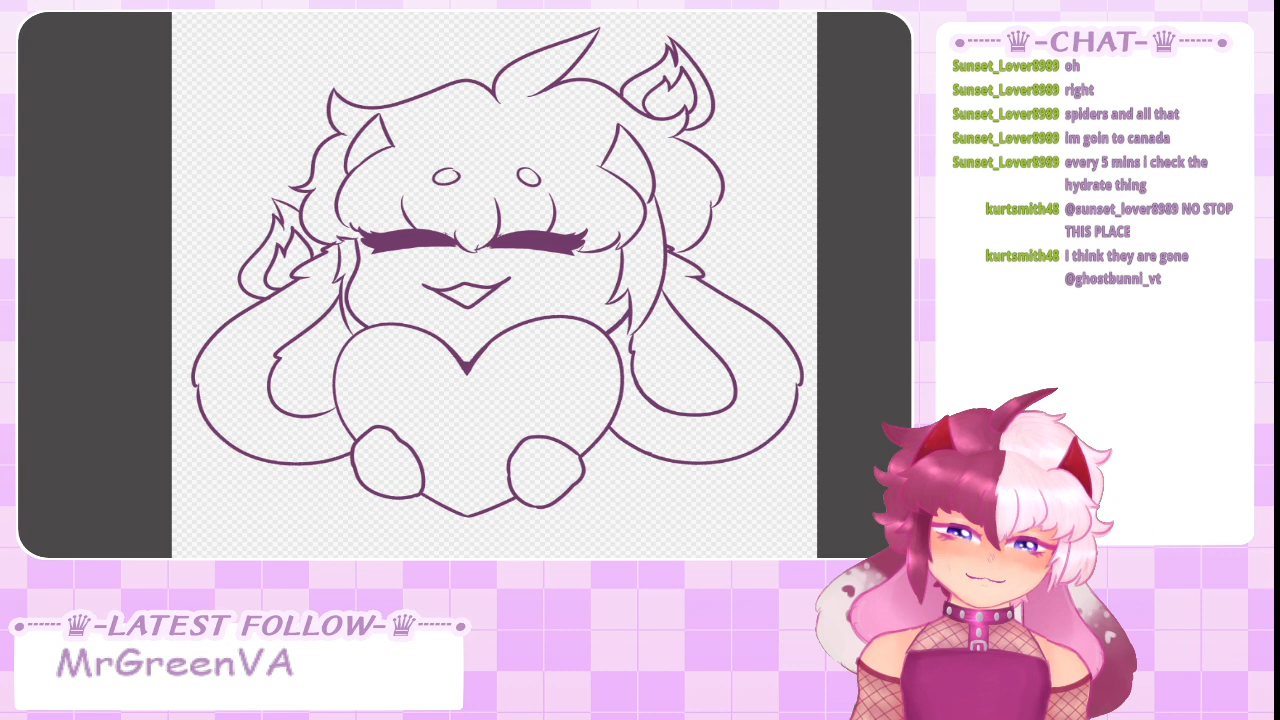 -CHAT-
Sunset_Lover8989 oh
Sunset_Lover8989 right
Sunset_Lover8989 spiders and all that
Sunset_Lover8989 im goin to canada
Sunset_Lover8989 every 5 mins i check the
hydrate thing
kurtsmith48 @sunset_lover8989 NO STOP
THIS PLACE
kurtsmith48 I think they are gone
@ghostbunni_vt
-LATEST FOLLOW-
MrGreenVA